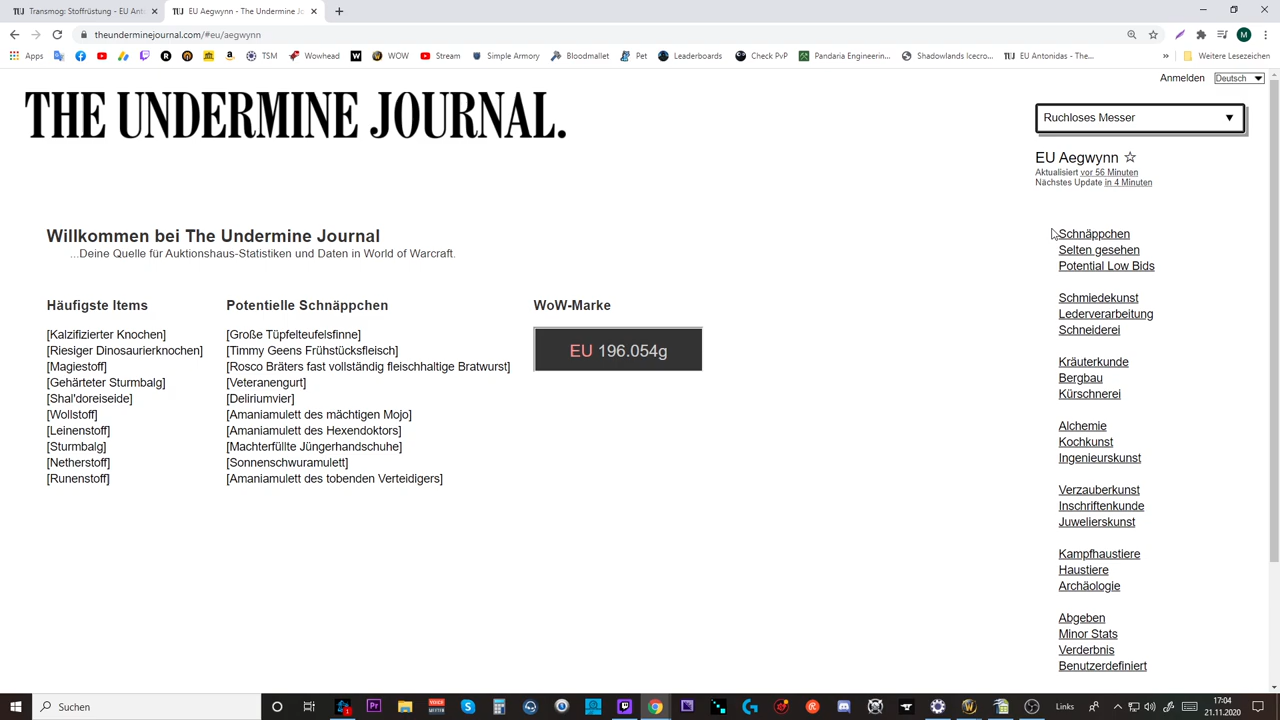 Transmog: Stoffrüstung - EU Ant
EU Aegwynn - The Undermine Jo
theunderminejournal.com/#eu/aegwynn
M
Apps
TSM
Wowhead
WOW
Stream
Simple Armory
Bloodmallet
Pet
Leaderboards
Check PvP
Pandaria Engineerin...
Shadowlands Icecro...
EU Antonidas - The...
Weitere Lesezeichen
Anmelden
Deutsch
THE UNDERMINE JOURNAL.
Ruchloses Messer
EU Aegwynn ☆
Aktualisiert vor 56 Minuten
Nächstes Update in 4 Minuten
Willkommen bei The Undermine Journal
...Deine Quelle für Auktionshaus-Statistiken und Daten in World of Warcraft.
Häufigste Items
[Kalzifizierter Knochen]
[Riesiger Dinosaurierknochen]
[Magiestoff]
[Gehärteter Sturmbalg]
[Shal'doreiseide]
[Wollstoff]
[Leinenstoff]
[Sturmbalg]
[Netherstoff]
[Runenstoff]
Potentielle Schnäppchen
[Große Tüpfelteufelsfinne]
[Timmy Geens Frühstücksfleisch]
[Rosco Bräters fast vollständig fleischhaltige Bratwurst]
[Veteranengurt]
[Deliriumvier]
[Amaniamulett des mächtigen Mojo]
[Amaniamulett des Hexendoktors]
[Machterfüllte Jüngerhandschuhe]
[Sonnenschwuramulett]
[Amaniamulett des tobenden Verteidigers]
WoW-Marke
EU 196.054g
Schnäppchen
Selten gesehen
Potential Low Bids
Schmiedekunst
Lederverarbeitung
Schneiderei
Kräuterkunde
Bergbau
Kürschnerei
Alchemie
Kochkunst
Ingenieurskunst
Verzauberkunst
Inschriftenkunde
Juwelierskunst
Kampfhaustiere
Haustiere
Archäologie
Abgeben
Minor Stats
Verderbnis
Benutzerdefiniert
Suchen
Links
17:04
21.11.2020